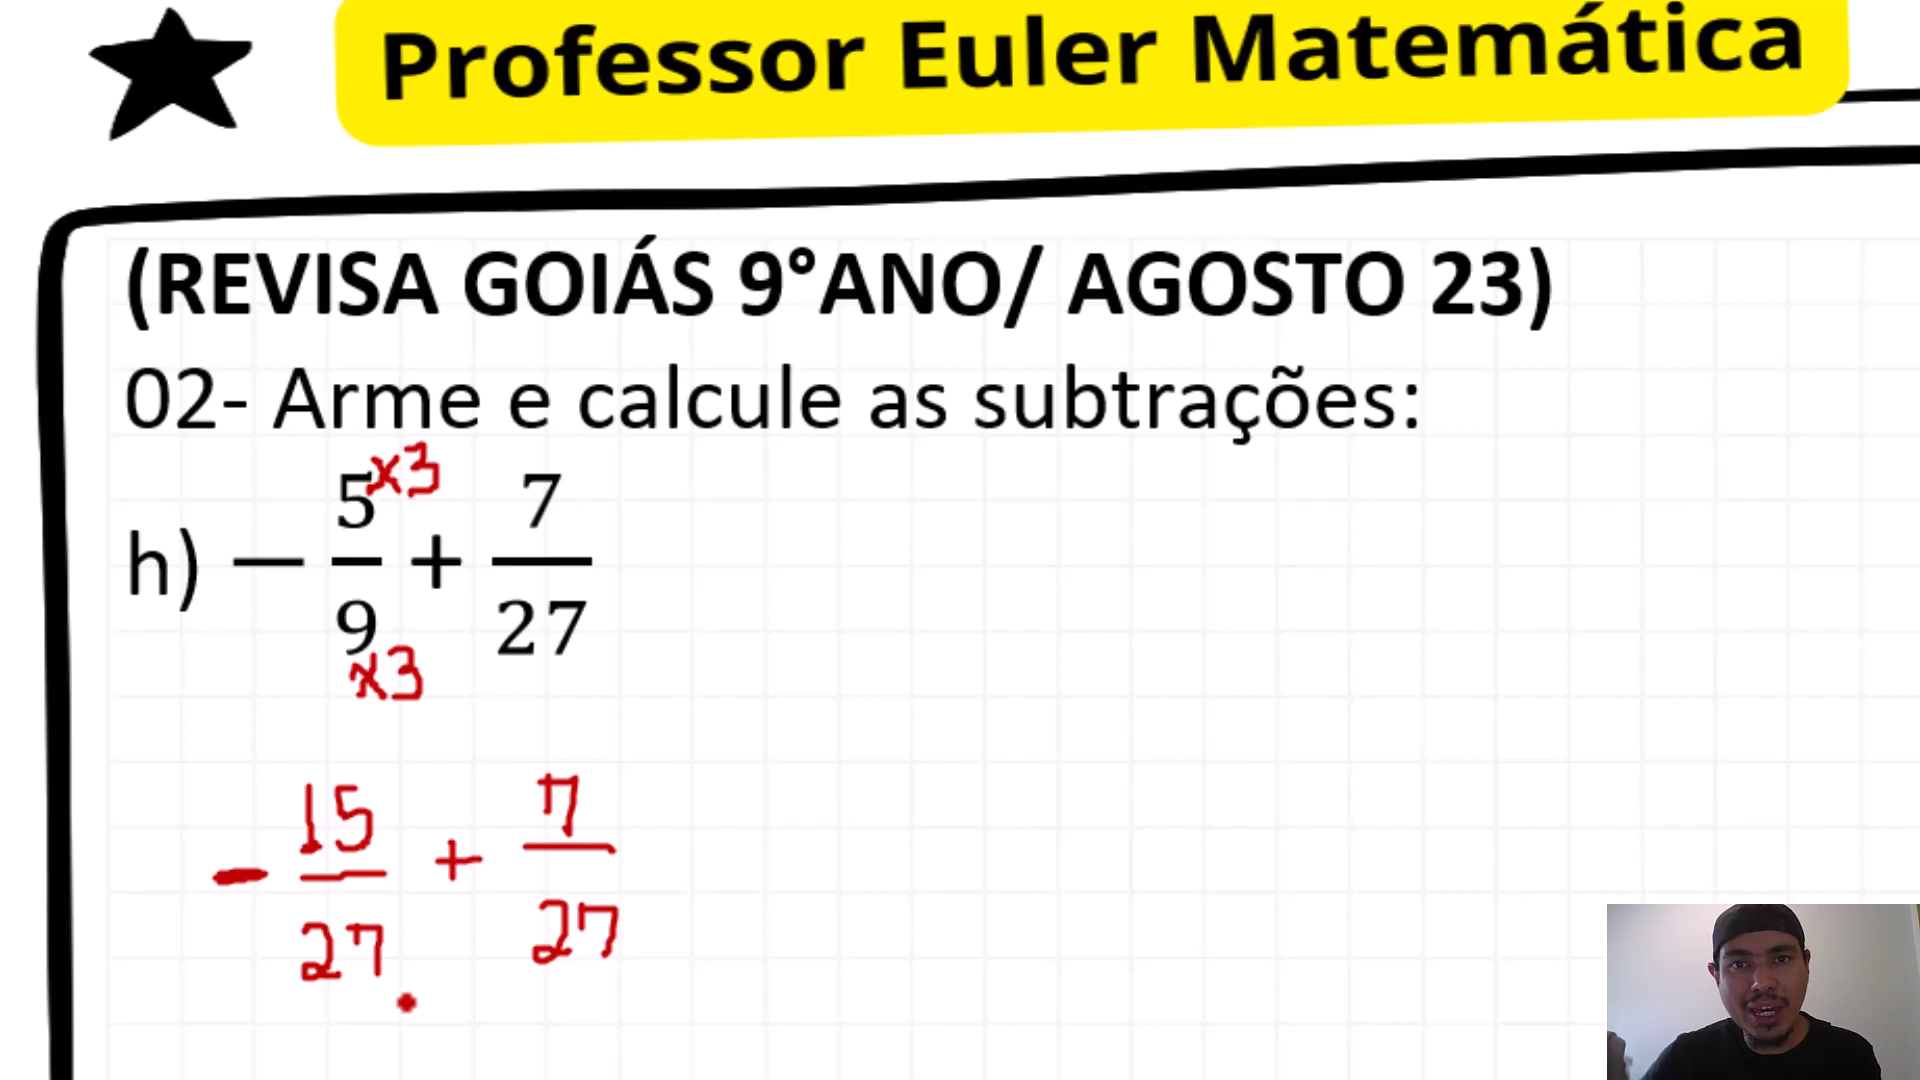 Professor Euler Matemática
(REVISA GOIÁS 9°ANO/ AGOSTO 23)
02- Arme e calcule as subtrações:
h) − 5/9 + 7/27
x3
x3
- 15/27 + 7/27